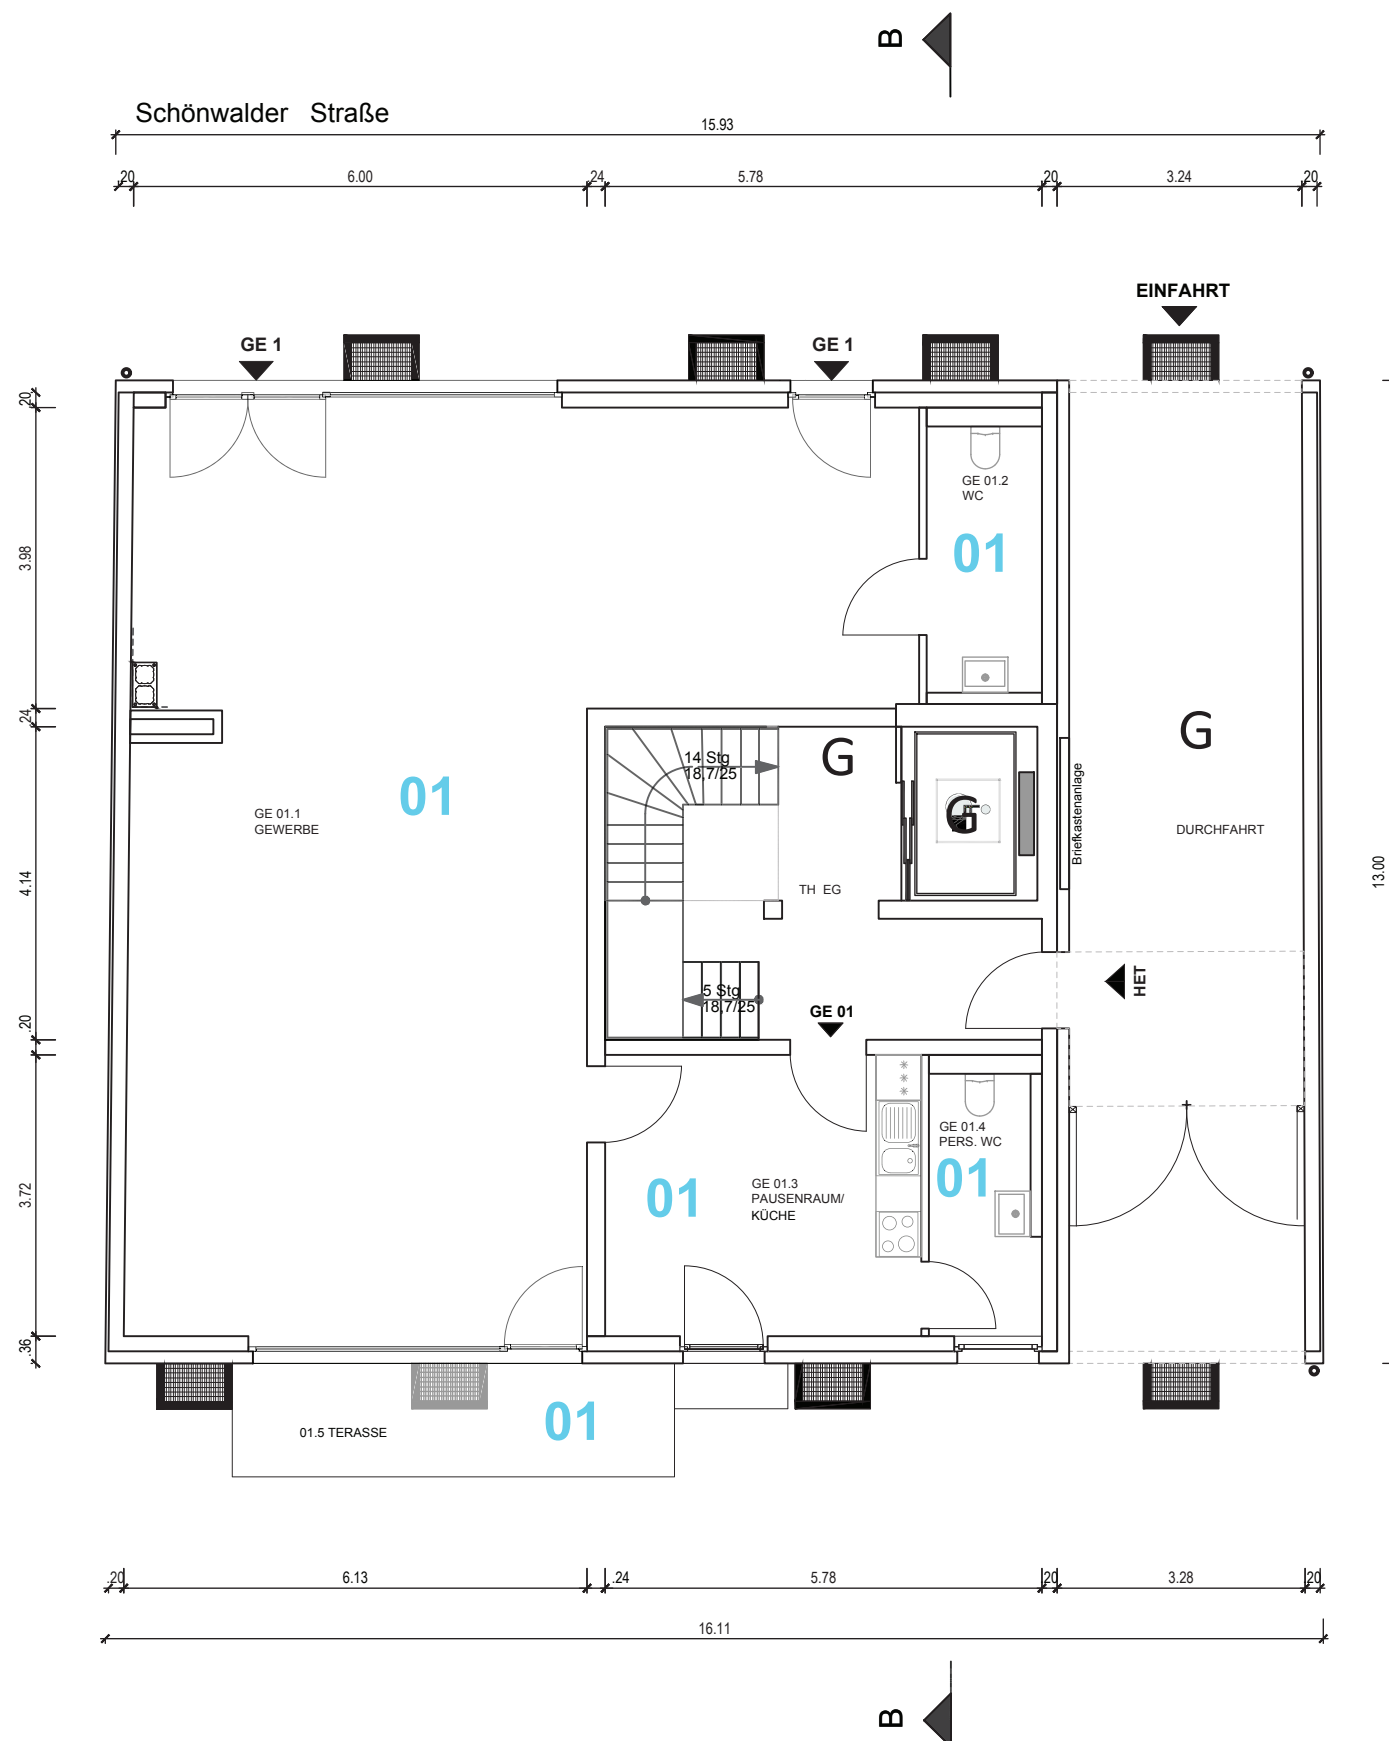 B
Schönwalder Straße
15.93
.20
6.00
.24
5.78
.20
3.24
.20
EINFAHRT
GE 1
GE 1
.20
GE 01.2
WC
01
3.98
.24
G
G
14 Stg
18,7/25
01
GE 01.1
GEWERBE
G
Briefkastenanlage
DURCHFAHRT
13.00
4.14
TH EG
HET
5 Stg
18,7/25
GE 01
.20
GE 01.4
PERS. WC
01
01
GE 01.3
PAUSENRAUM/
KÜCHE
3.72
.36
01
01.5 TERASSE
.20
6.13
.24
5.78
.20
3.28
.20
16.11
B